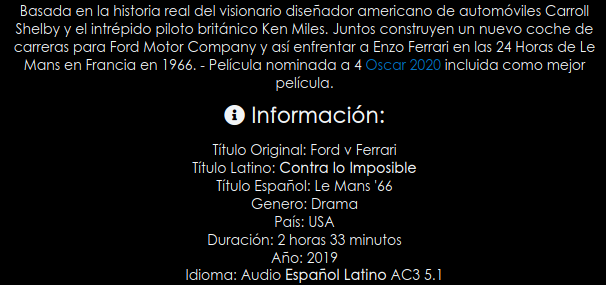 Basada en la historia real del visionario diseñador americano de automóviles Carroll
Shelby y el intrépido piloto británico Ken Miles. Juntos construyen un nuevo coche de
carreras para Ford Motor Company y así enfrentar a Enzo Ferrari en las 24 Horas de Le
Mans en Francia en 1966. - Película nominada a 4 Oscar 2020 incluida como mejor
película.
Información:
Título Original: Ford v Ferrari
Título Latino: Contra lo Imposible
Título Español: Le Mans '66
Genero: Drama
País: USA
Duración: 2 horas 33 minutos
Año: 2019
Idioma: Audio Español Latino AC3 5.1